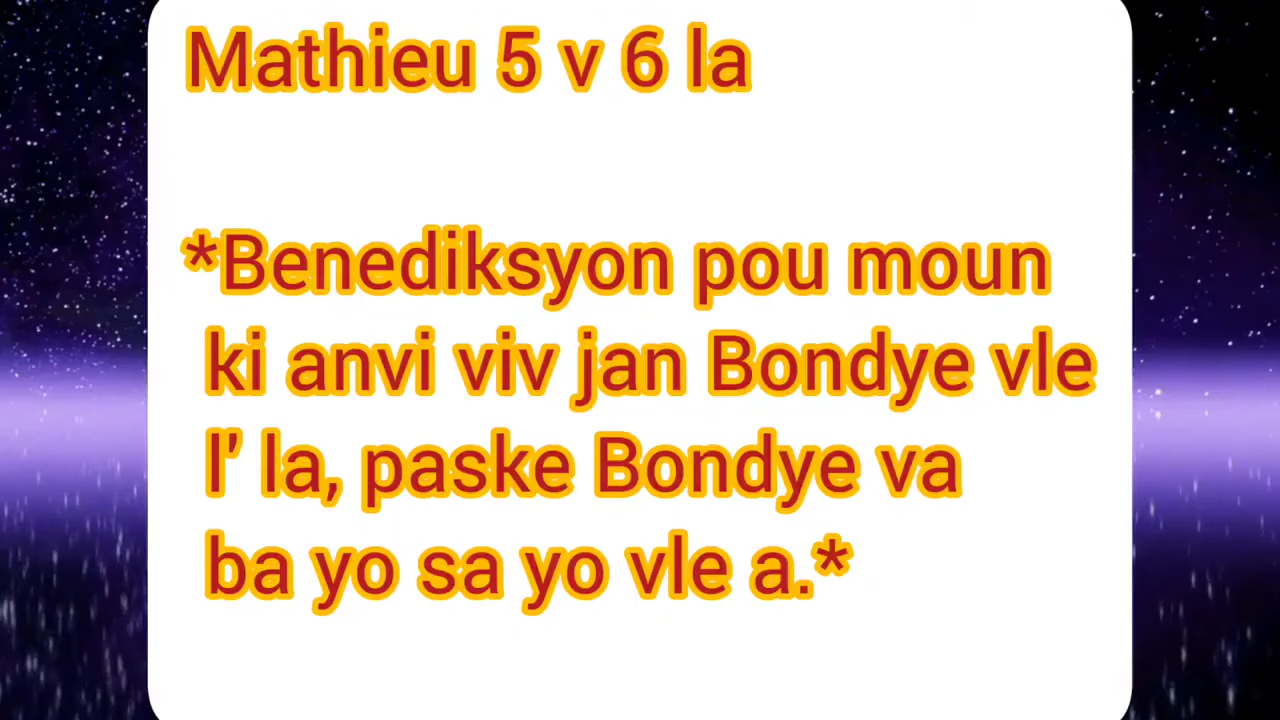 Mathieu 5 v 6 la
*Benediksyon pou moun
ki anvi viv jan Bondye vle
l' la, paske Bondye va
ba yo sa yo vle a.*